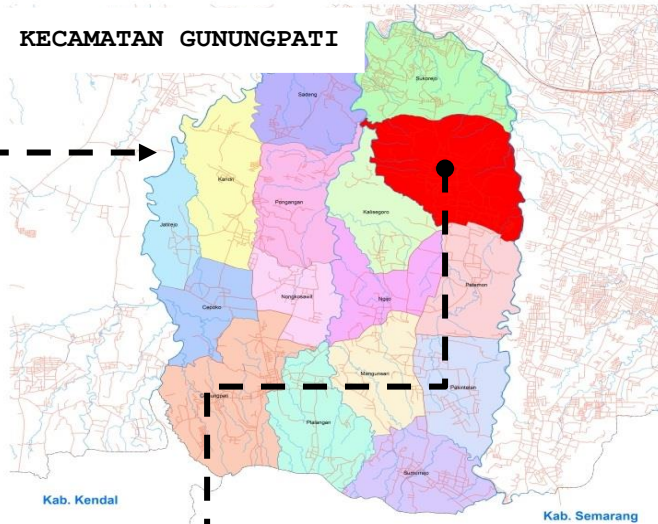 KECAMATAN GUNUNGPATI
Sukorejo
Sadeng
Kandri
Pongangan
Kalisegoro
Jatirejo
Patemon
Nongkosawit
Ngijo
Cepoko
Mangunsari
Pakintelan
Gunungpati
Plalangan
Sumurrejo
Kab. Kendal
Kab. Semarang